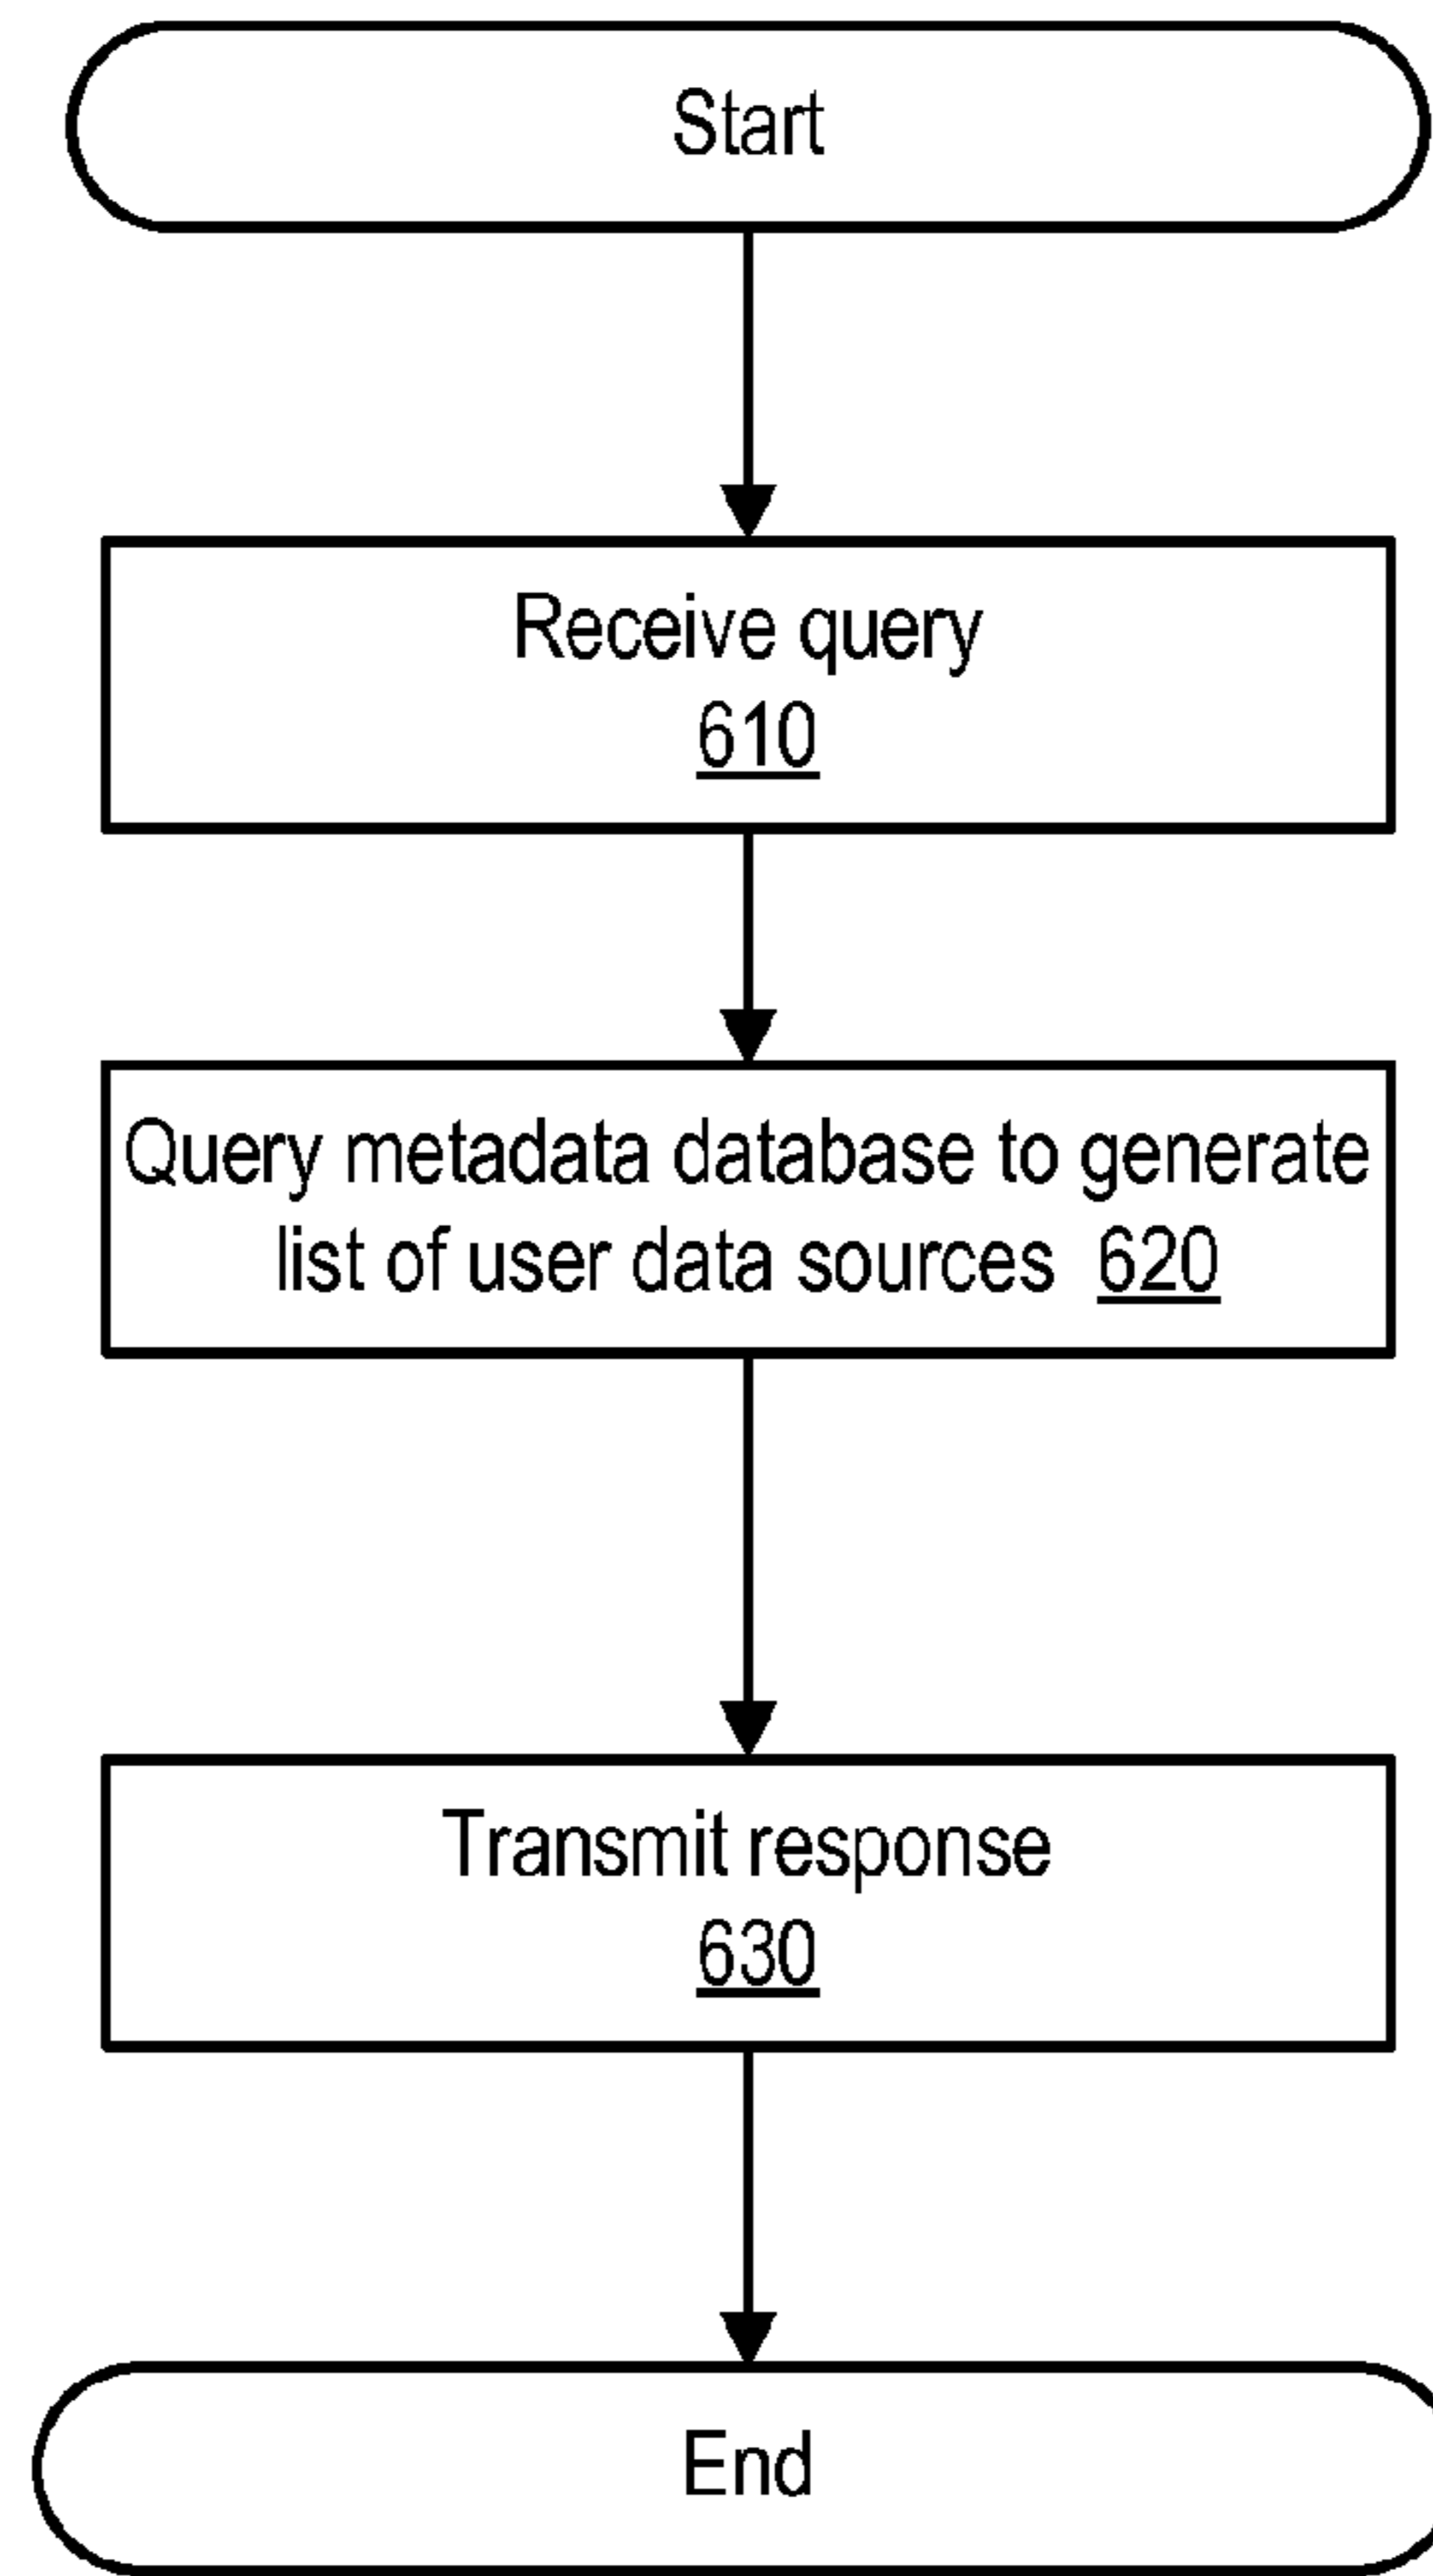 Start
Receive query
610
Query metadata database to generate
list of user data sources 620
Transmit response
630
End